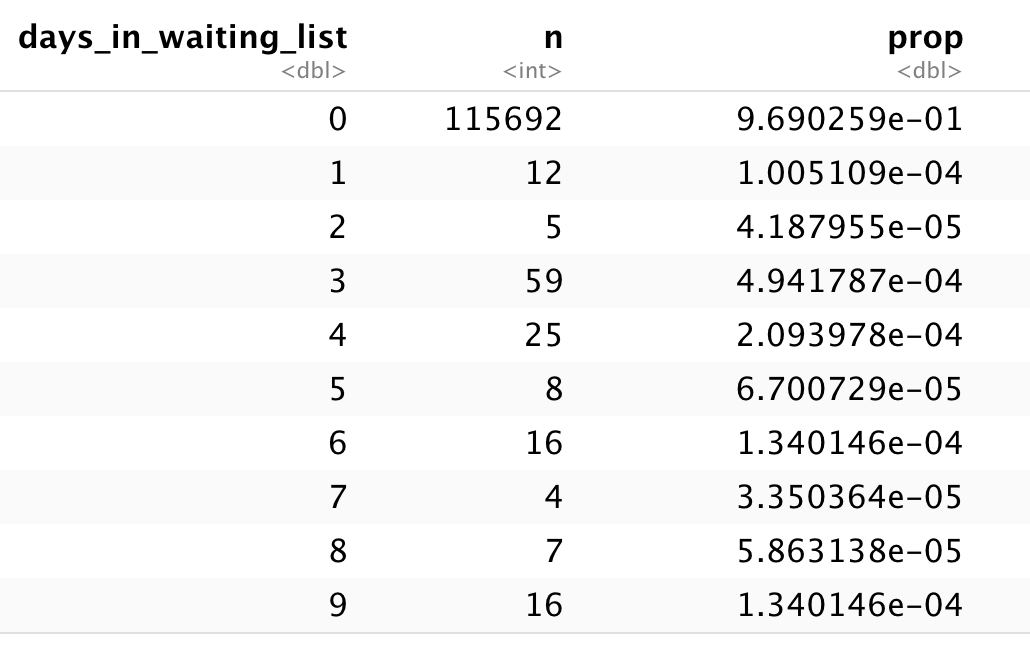 days_in_waiting_list n prop
<dbl> <int> <dbl>
0 115692 9.690259e-01
1 12 1.005109e-04
2 5 4.187955e-05
3 59 4.941787e-04
4 25 2.093978e-04
5 8 6.700729e-05
6 16 1.340146e-04
7 4 3.350364e-05
8 7 5.863138e-05
9 16 1.340146e-04